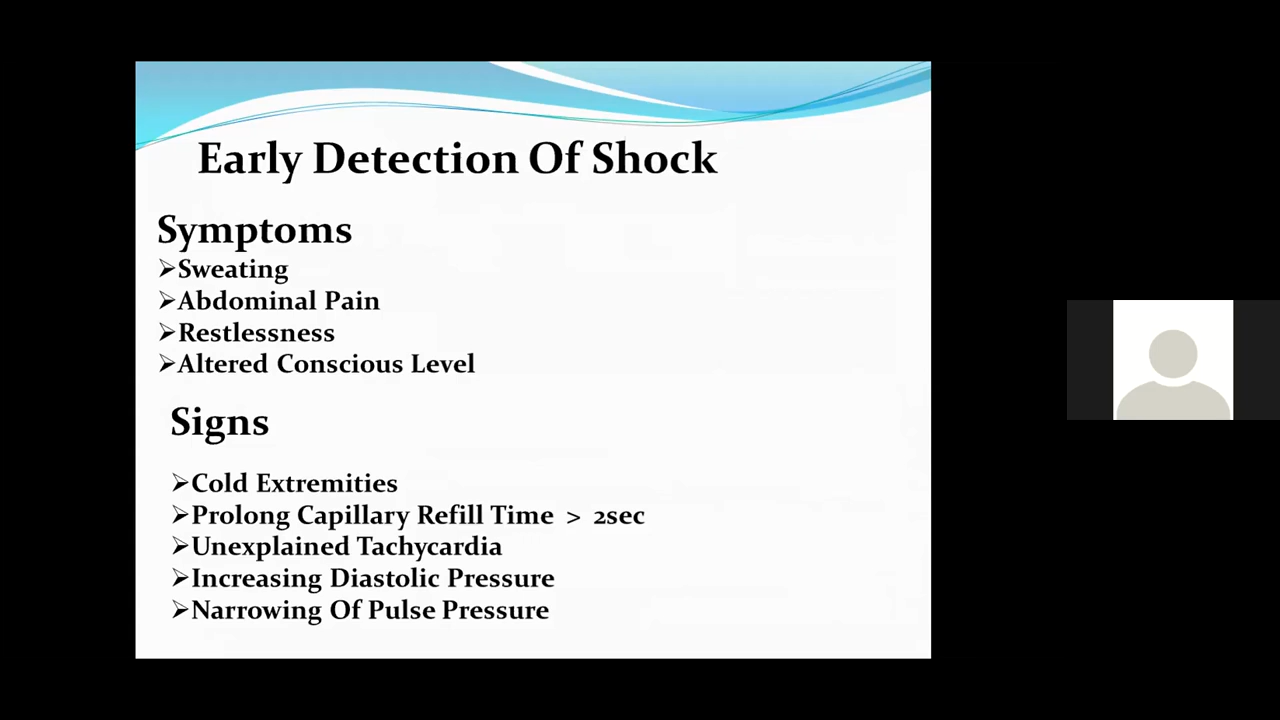 Early Detection Of Shock
Symptoms
➢Sweating
➢Abdominal Pain
➢Restlessness
➢Altered Conscious Level
Signs
➢Cold Extremities
➢Prolong Capillary Refill Time > 2sec
➢Unexplained Tachycardia
➢Increasing Diastolic Pressure
➢Narrowing Of Pulse Pressure